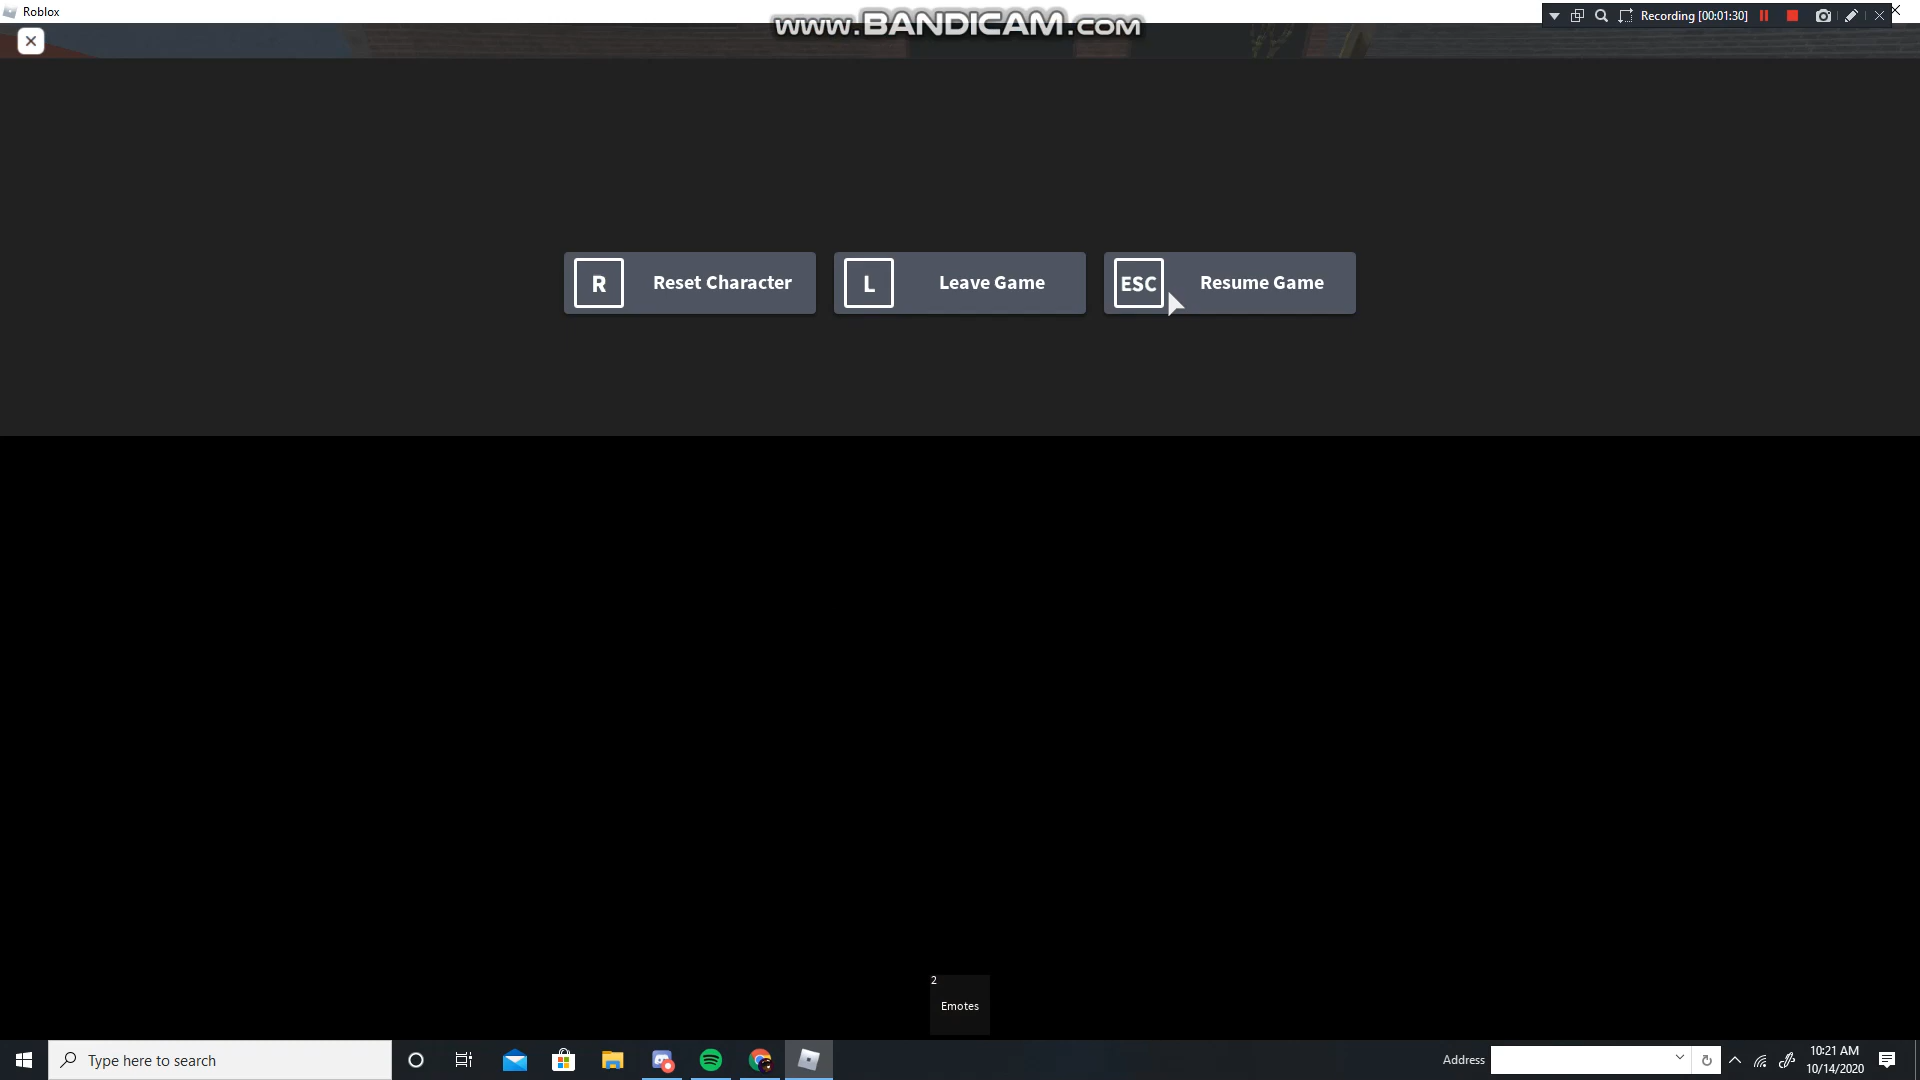 Roblox
www.BANDICAM.com
Recording [00:01:30]
R Reset Character
L Leave Game
ESC Resume Game
2
Emotes
Type here to search
Address
10:21 AM
10/14/2020